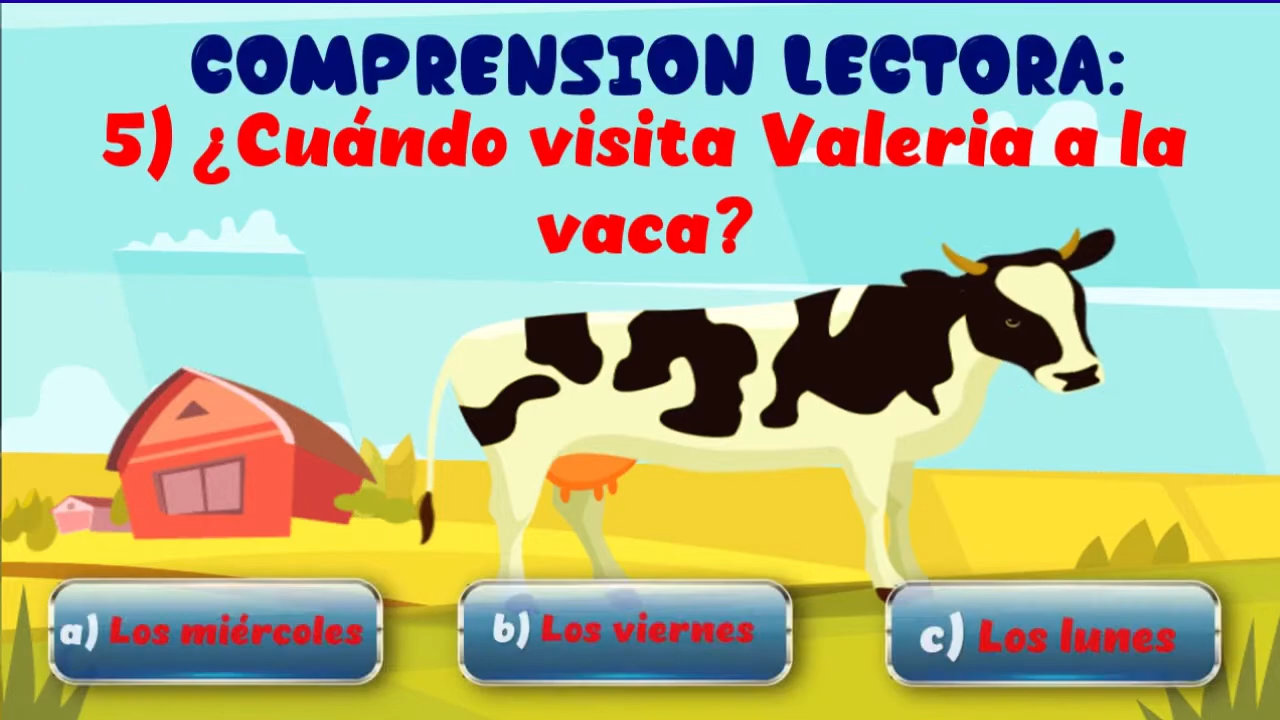 COMPRENSION LECTORA:
5) ¿Cuándo visita Valeria a la
vaca?
a) Los miércoles
b) Los viernes
c) Los lunes